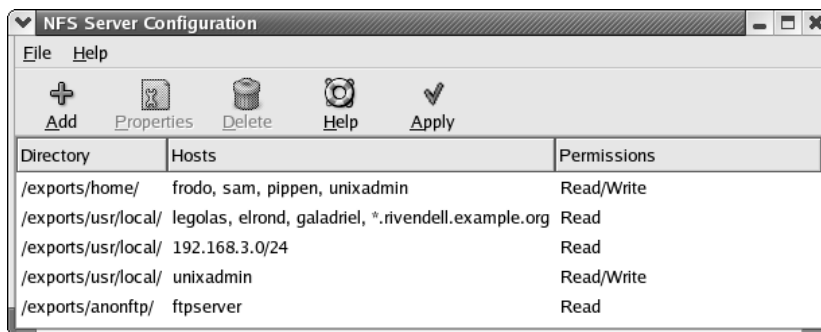 NFS Server Configuration
File Help
Add Properties Delete Help Apply
Directory Hosts Permissions
/exports/home/ frodo, sam, pippen, unixadmin Read/Write
/exports/usr/local/ legolas, elrond, galadriel, *.rivendell.example.org Read
/exports/usr/local/ 192.168.3.0/24 Read
/exports/usr/local/ unixadmin Read/Write
/exports/anonftp/ ftpserver Read